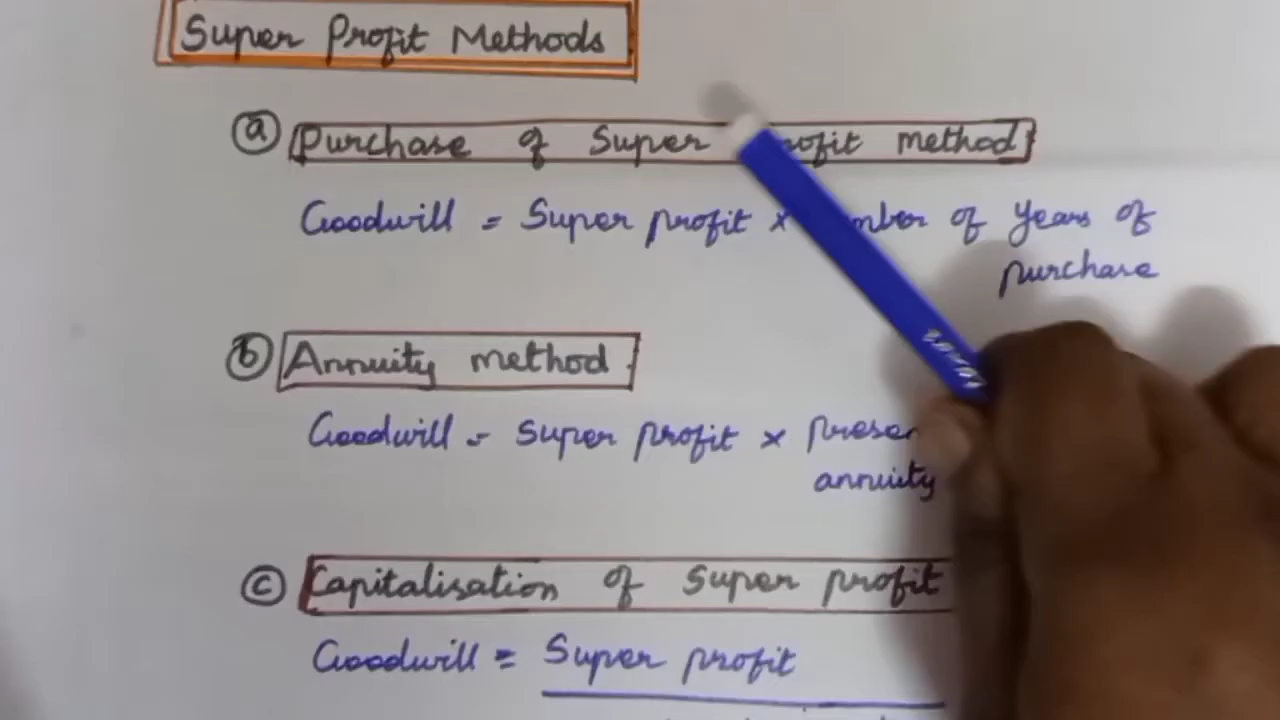 Super Profit Methods
(a) Purchase of Super method
Goodwill = Super profit × of years of
purchase
(b) Annuity method
Goodwill = Super profit ×
annuity
(c) Capitalisation of super profit
Goodwill = Super profit